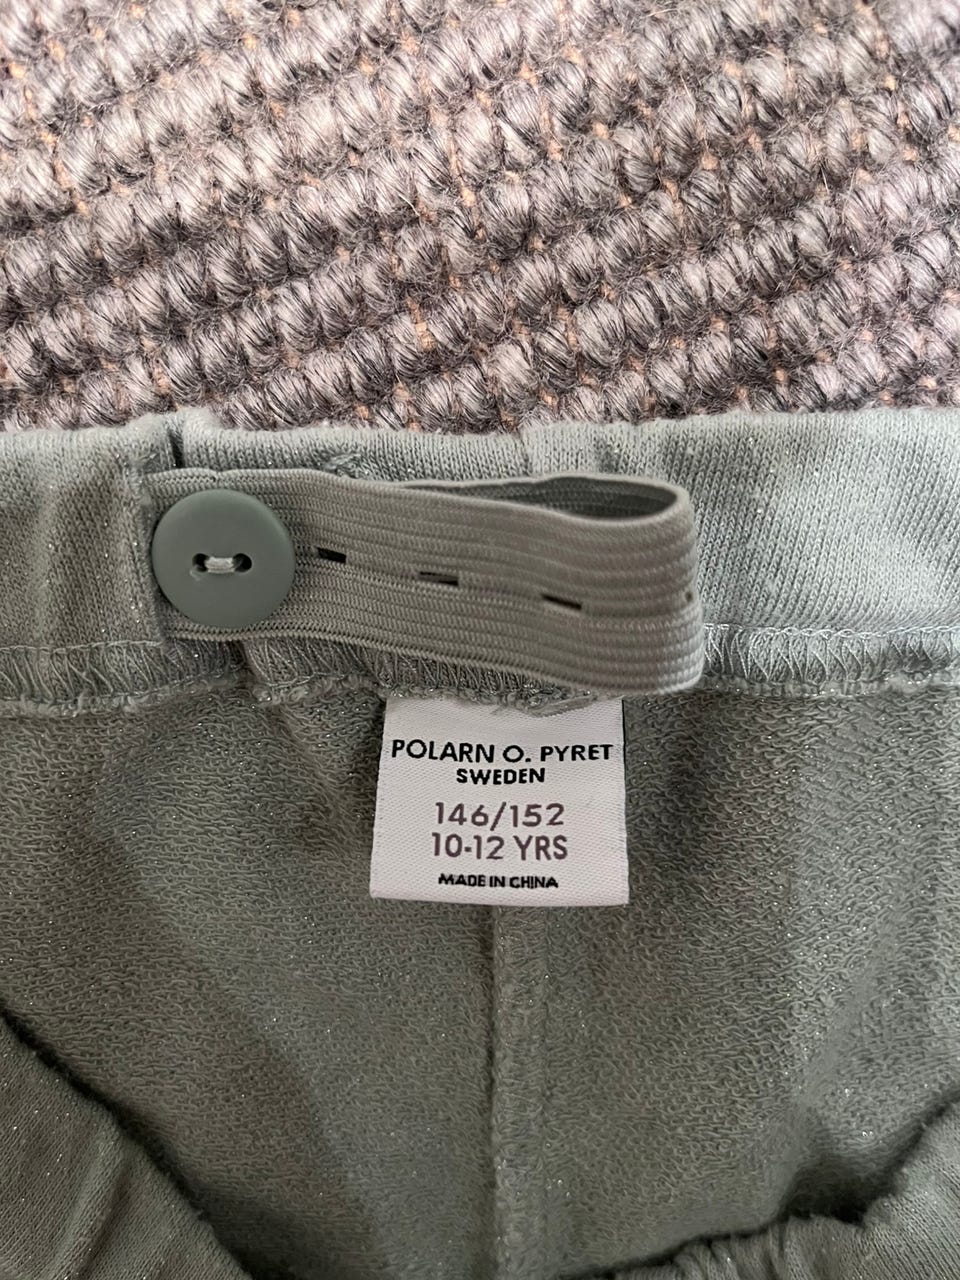 POLARN O. PYRET
SWEDEN
146/152
10-12 YRS
MADE IN CHINA